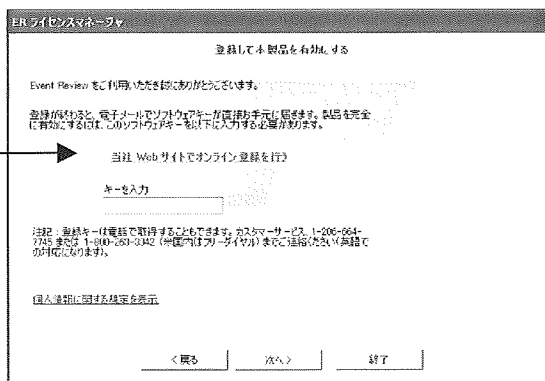 ER ライセンスマネージャ
登録して本製品を有効にする
Event Review をご利用いただき誠にありがとうございます。
登録が終わると、電子メールでソフトウェアキーが直接お手元に届きます。製品を完全
に有効にするには、このソフトウェアキーを以下に入力する必要があります。
当社 Web サイトでオンライン登録を行う
キーを入力
注記：登録キーは電話で取得することもできます。カスタマーサービス、1-206-664-
7745 または 1-800-263-3342（米国内はフリーダイヤル）までご連絡ください（英語で
の対応になります）。
個人情報に関する規定を表示
< 戻る
次へ >
終了